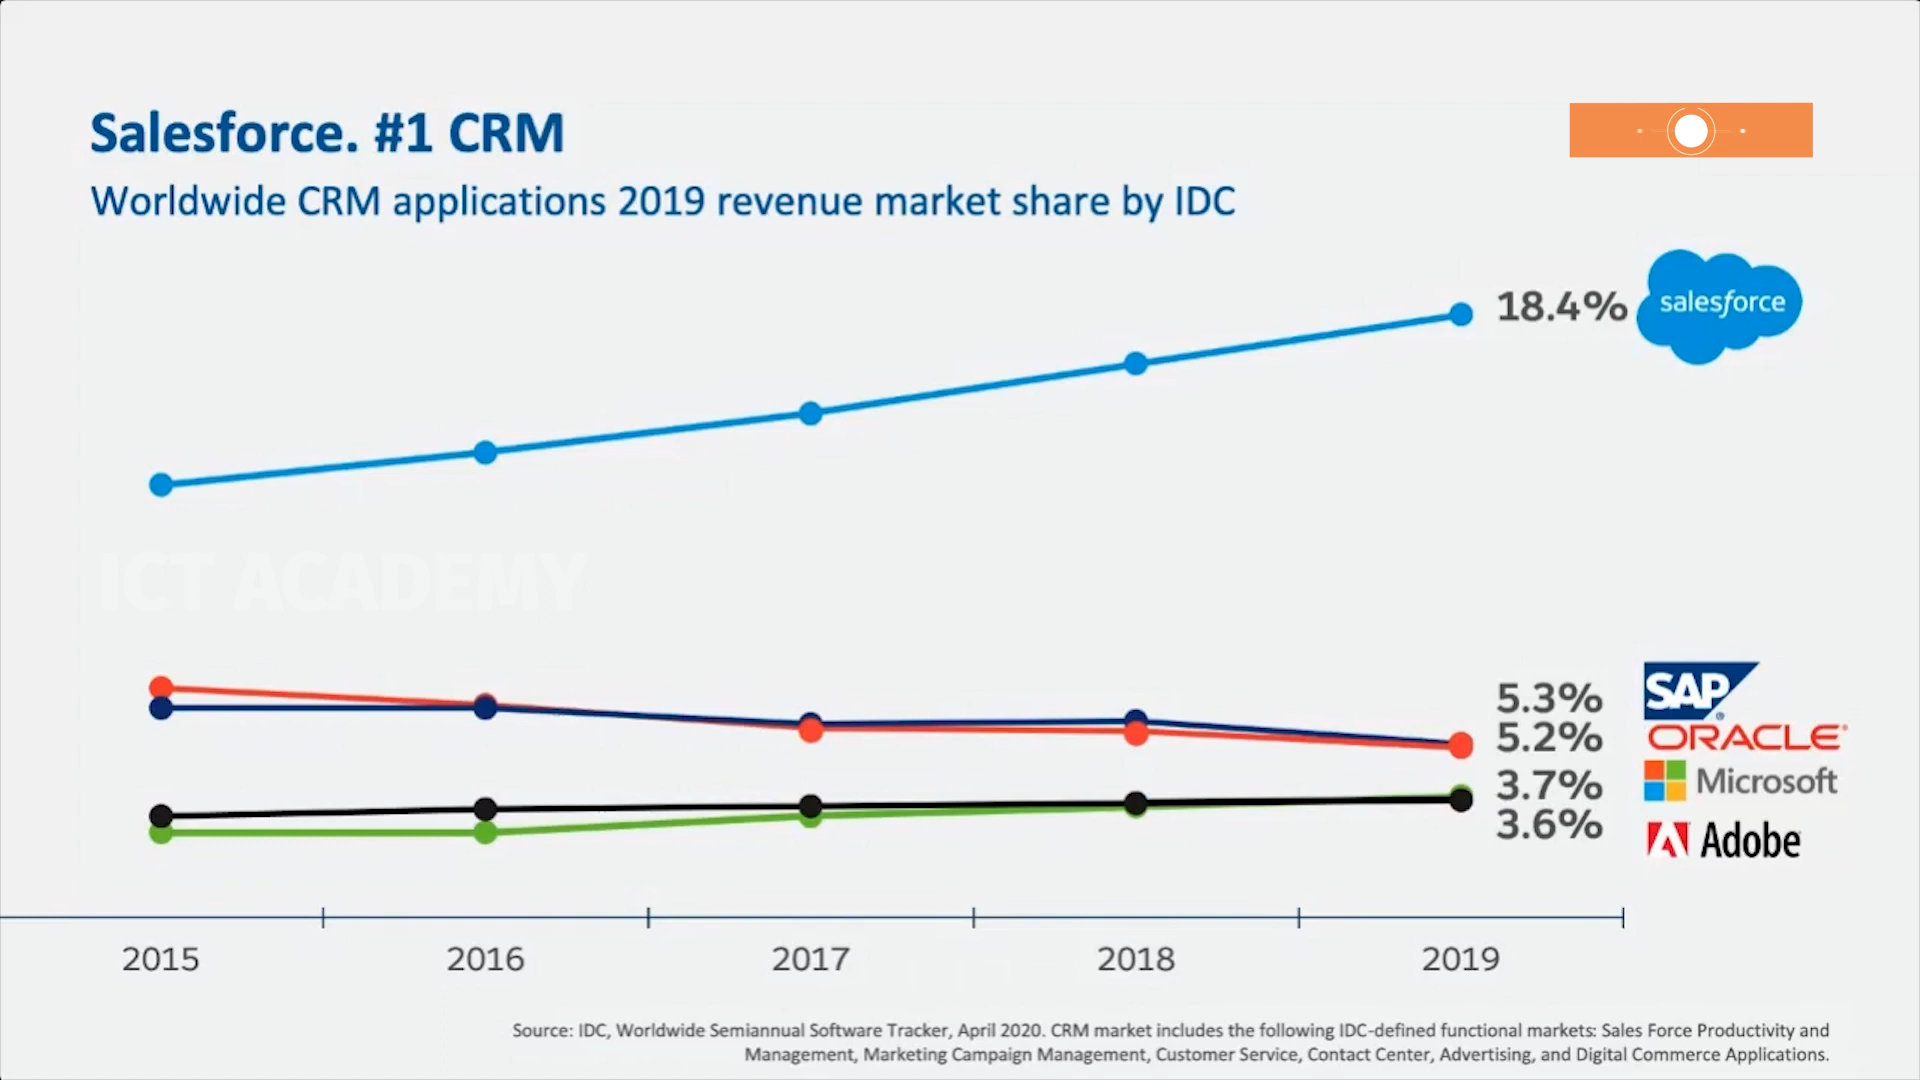 Salesforce. #1 CRM
Worldwide CRM applications 2019 revenue market share by IDC
18.4% salesforce
ICT ACADEMY
5.3% SAP
5.2% ORACLE
3.7% Microsoft
3.6% Adobe
2015 2016 2017 2018 2019
Source: IDC, Worldwide Semiannual Software Tracker, April 2020. CRM market includes the following IDC-defined functional markets: Sales Force Productivity and
Management, Marketing Campaign Management, Customer Service, Contact Center, Advertising, and Digital Commerce Applications.